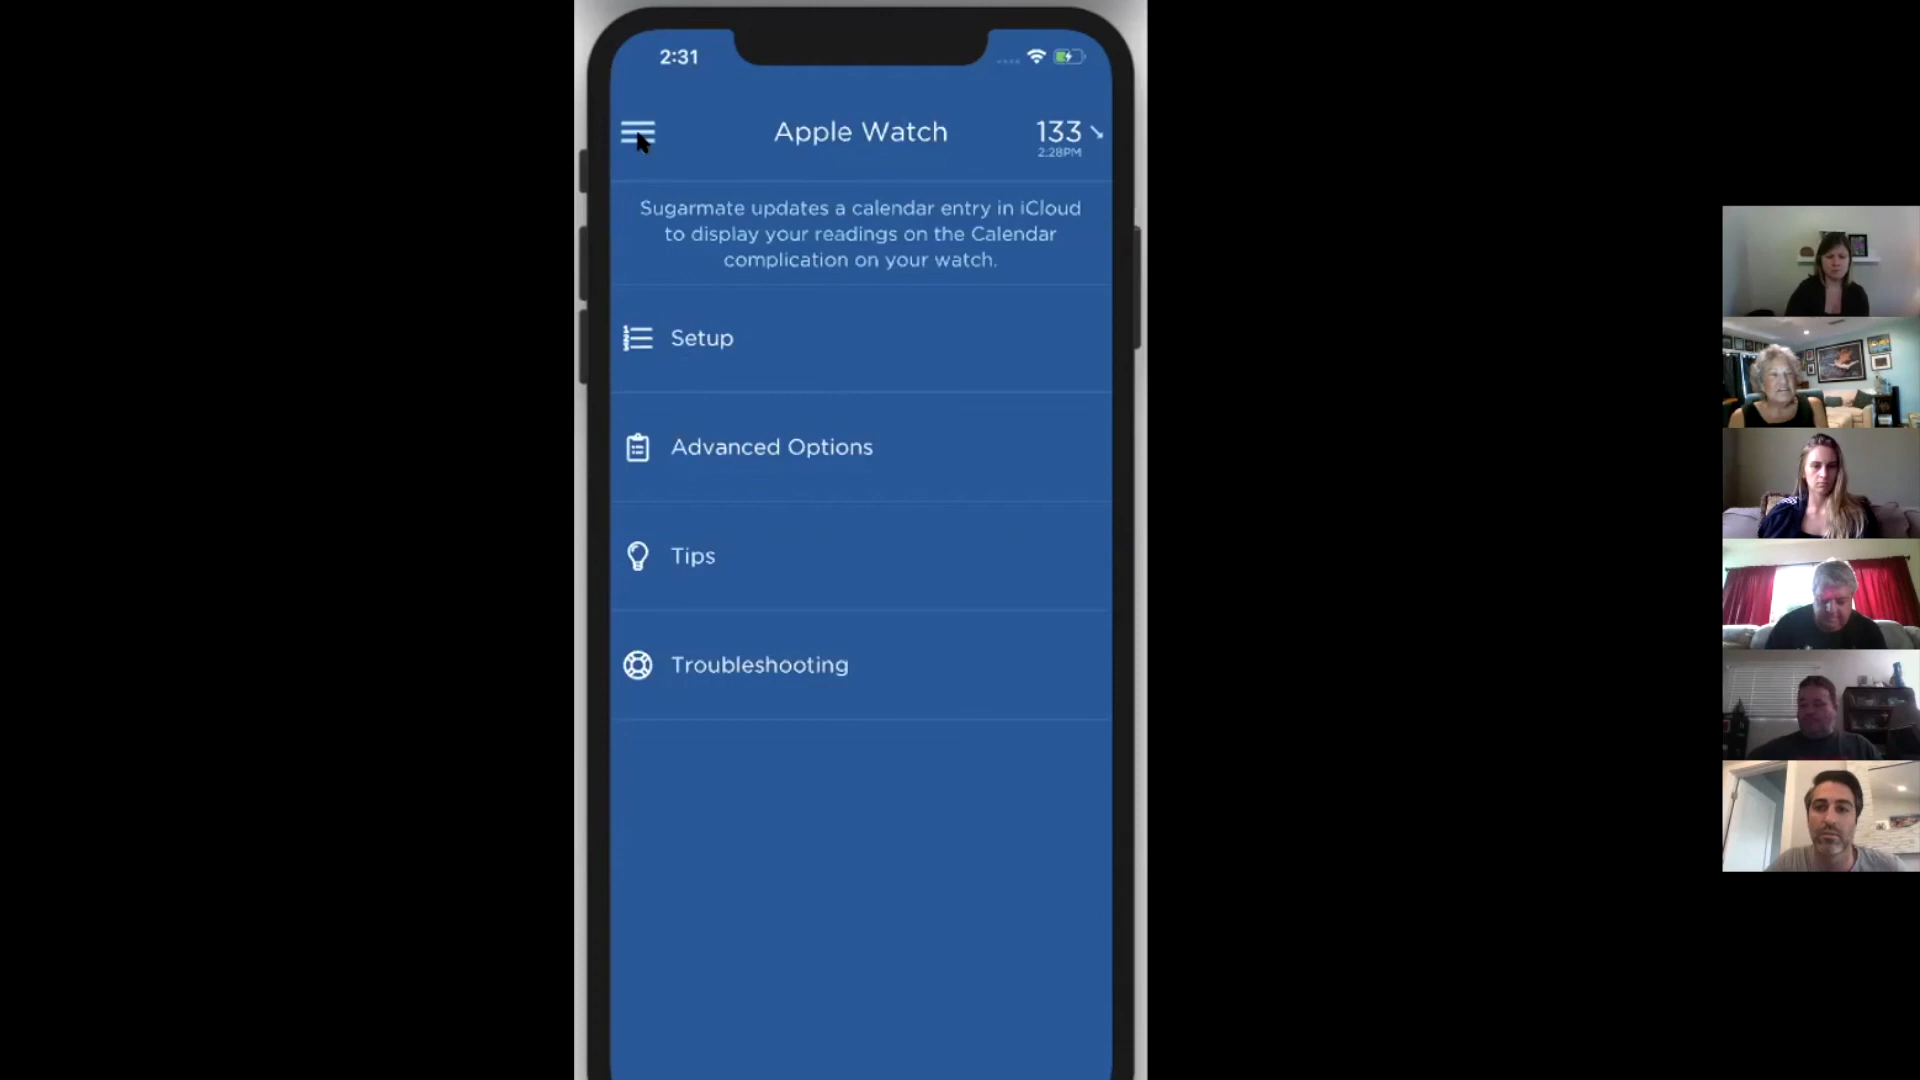 2:31
Apple Watch
133
2:28PM
Sugarmate updates a calendar entry in iCloud
to display your readings on the Calendar
complication on your watch.
Setup
Advanced Options
Tips
Troubleshooting